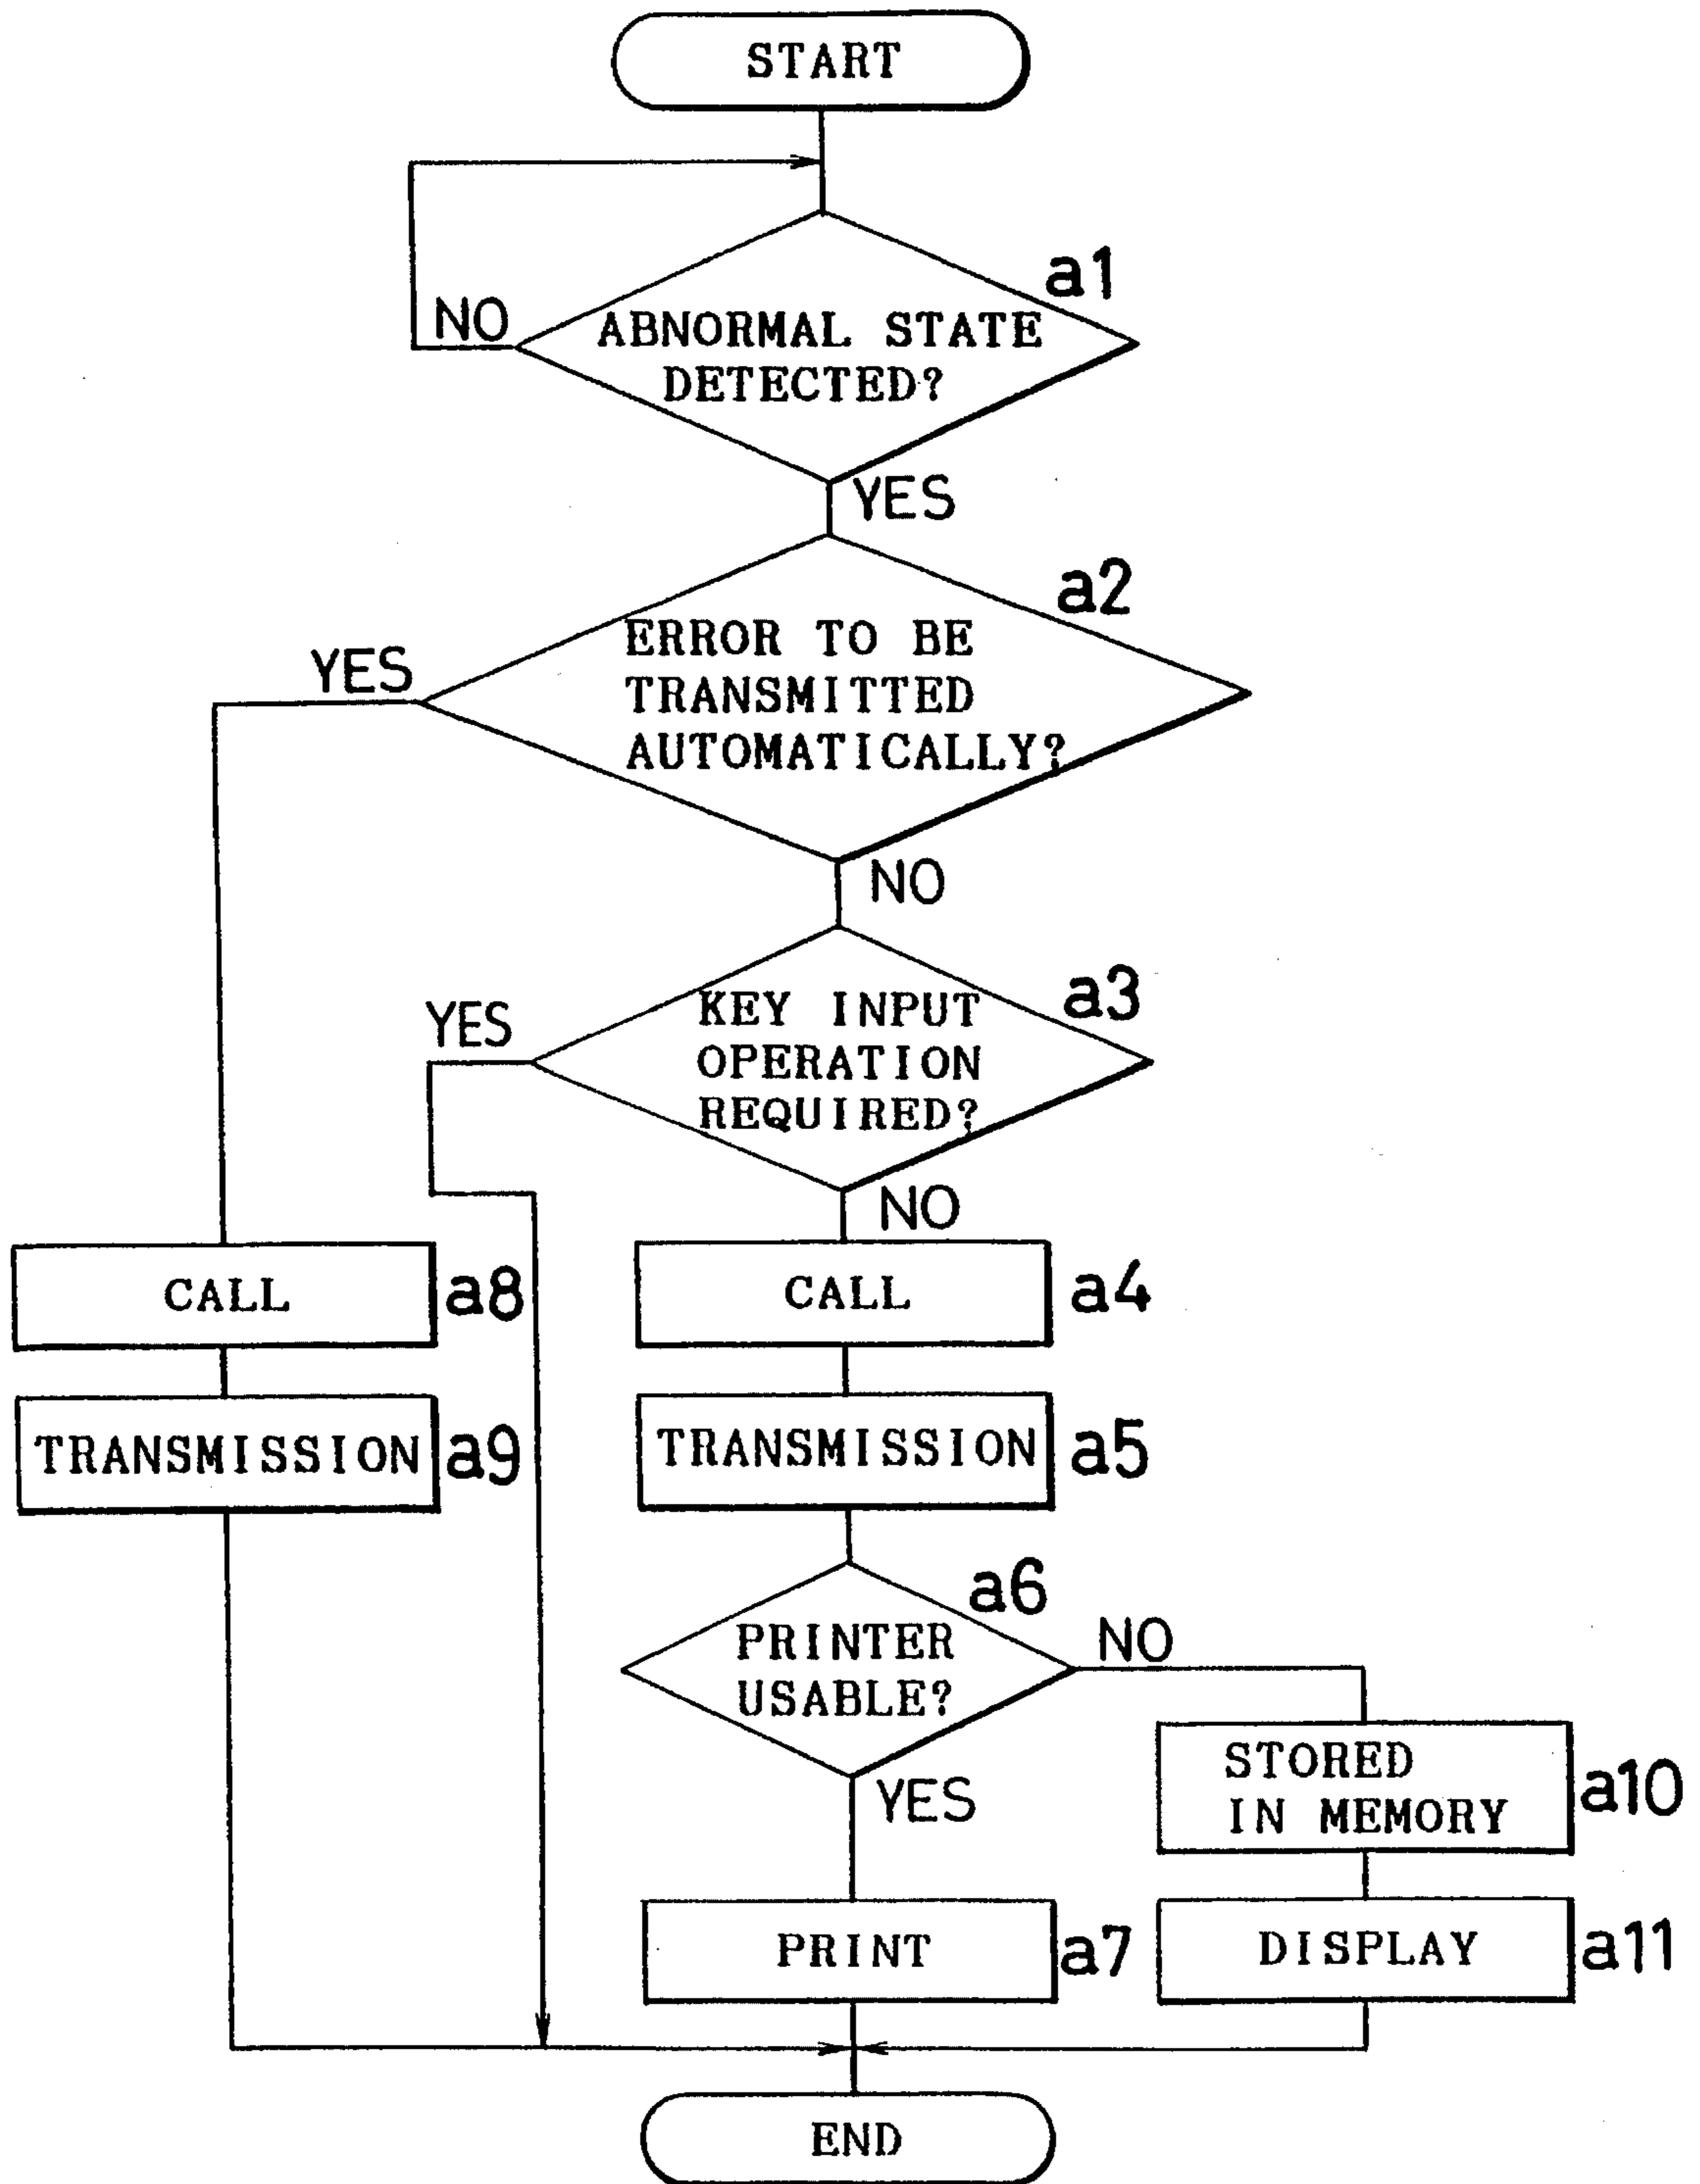 START
a1
NO
ABNORMAL STATE
DETECTED?
YES
a2
ERROR TO BE
TRANSMITTED
AUTOMATICALLY?
YES
NO
a3
KEY INPUT
OPERATION
REQUIRED?
YES
NO
CALL
a8
CALL
a4
TRANSMISSION
a9
TRANSMISSION
a5
a6
PRINTER
USABLE?
NO
YES
STORED
IN MEMORY
a10
PRINT
a7
DISPLAY
a11
END